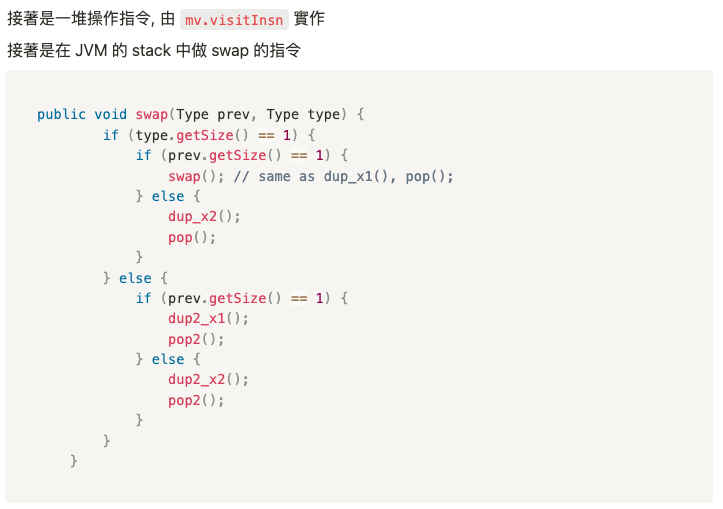 接著是一堆操作指令, 由 mv.visitInsn 實作
接著是在 JVM 的 stack 中做 swap 的指令
public void swap(Type prev, Type type) {
        if (type.getSize() == 1) {
            if (prev.getSize() == 1) {
                swap(); // same as dup_x1(), pop();
            } else {
                dup_x2();
                pop();
            }
        } else {
            if (prev.getSize() == 1) {
                dup2_x1();
                pop2();
            } else {
                dup2_x2();
                pop2();
            }
        }
    }